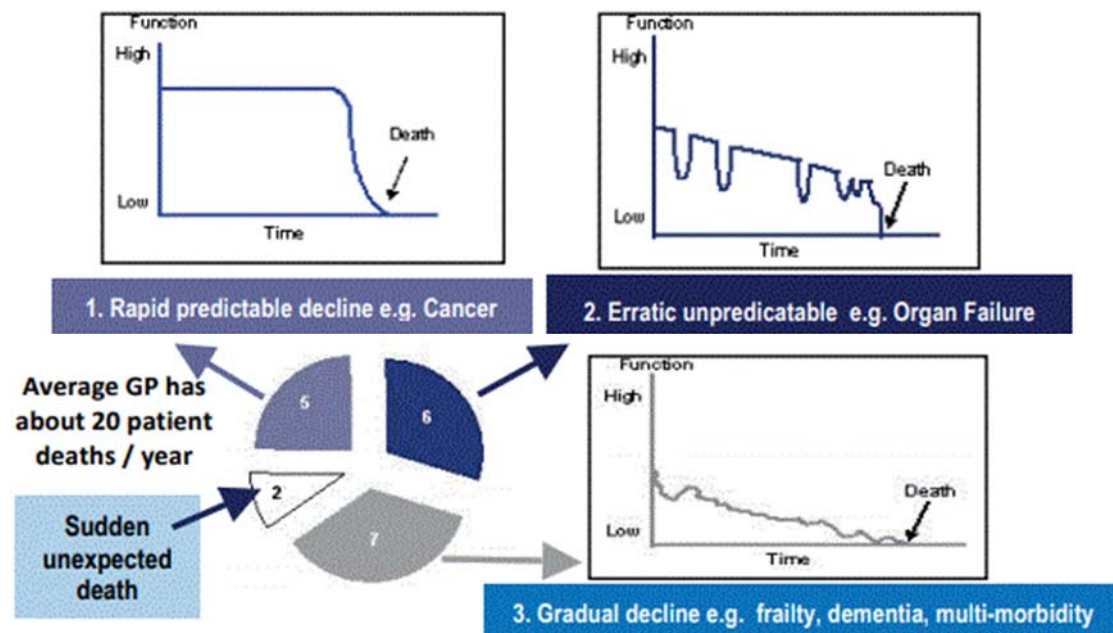 Function
High
Death
Low
Time
1. Rapid predictable decline e.g. Cancer
Function
High
Death
Low
Time
2. Erratic unpredicatable e.g. Organ Failure
Average GP has
about 20 patient
deaths / year
5
6
2
7
Sudden
unexpected
death
Function
High
Death
Low
Time
3. Gradual decline e.g. frailty, dementia, multi-morbidity